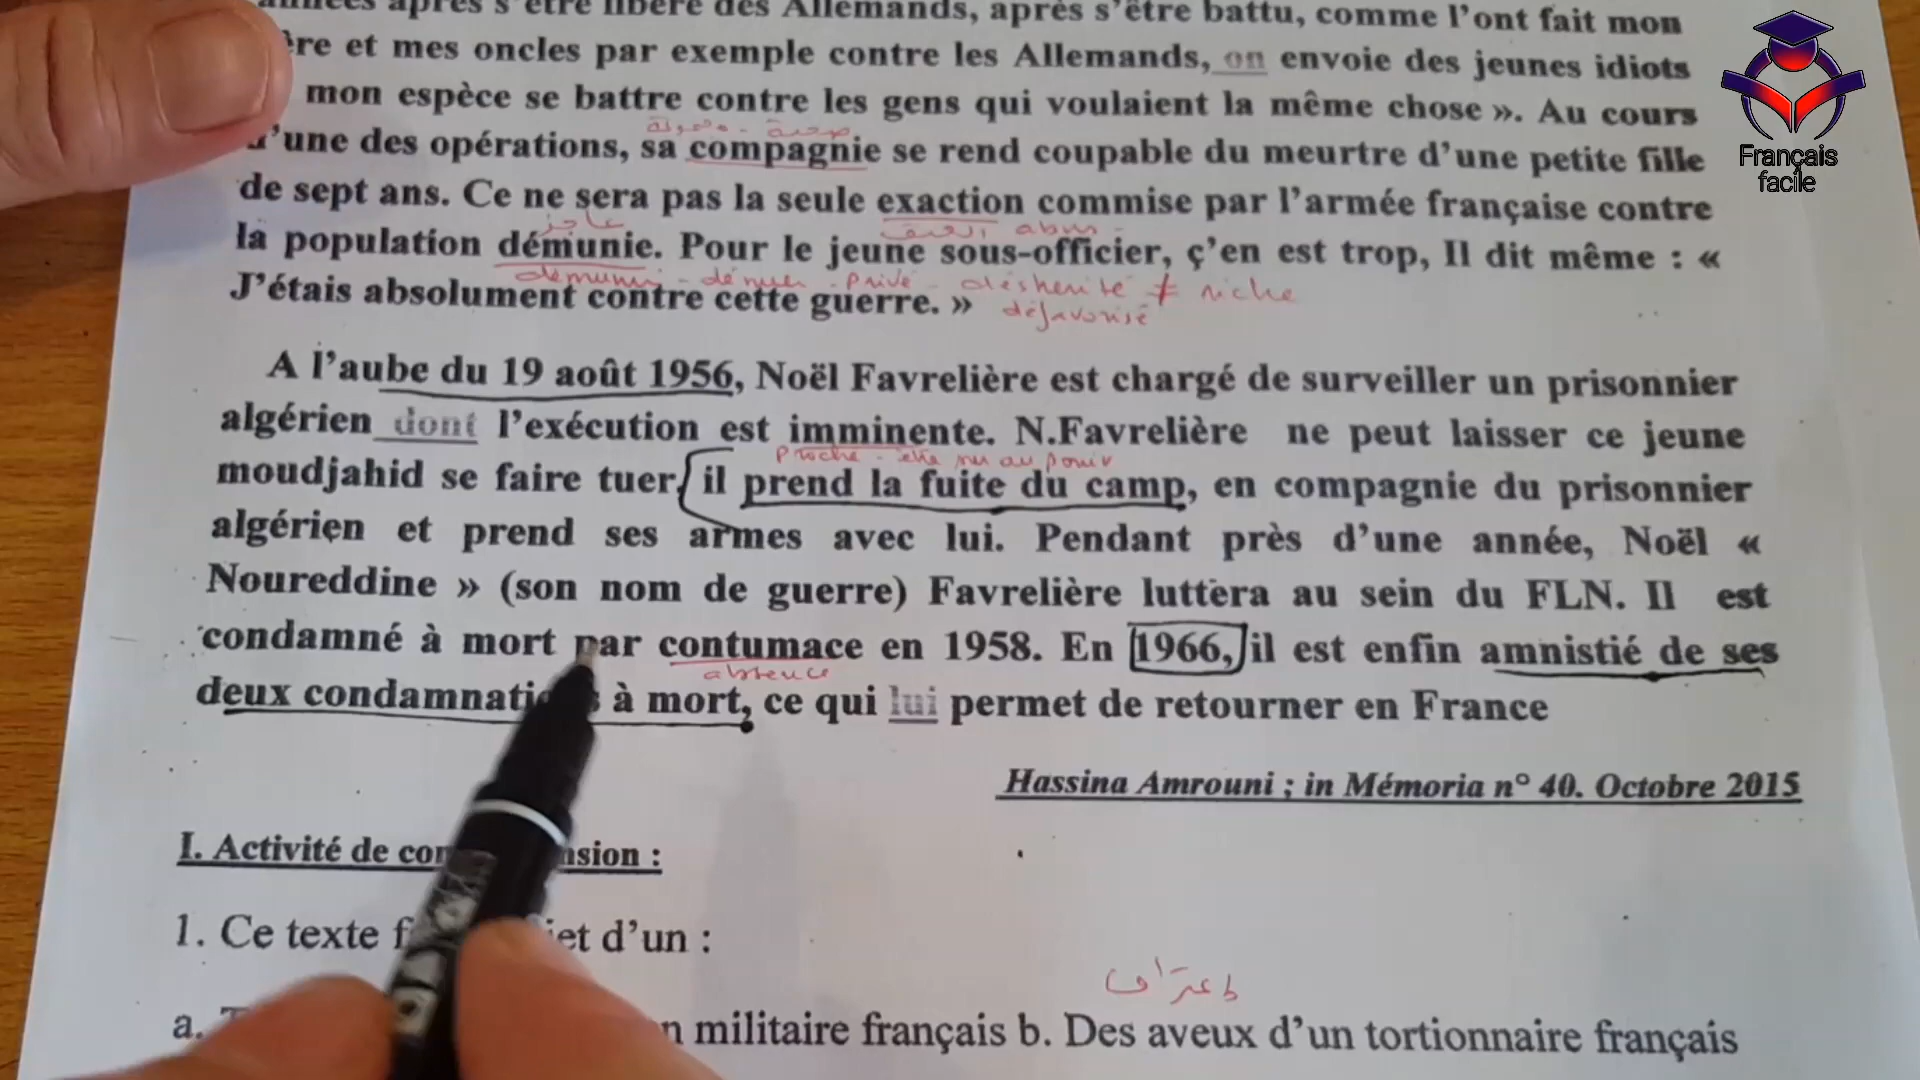 années après s'être libéré des Allemands, après s'être battu, comme l'ont fait mon
ère et mes oncles par exemple contre les Allemands, on envoie des jeunes idiots
mon espèce se battre contre les gens qui voulaient la même chose ». Au cours
d'une des opérations, sa compagnie se rend coupable du meurtre d'une petite fille
de sept ans. Ce ne sera pas la seule exaction commise par l'armée française contre
عاجز العنف abus
la population démunie. Pour le jeune sous-officier, ç'en est trop, Il dit même : «
démuni - dénuer - privé - déshérité ≠ riche
J'étais absolument contre cette guerre. »
défavorisé
A l'aube du 19 août 1956, Noël Favrelière est chargé de surveiller un prisonnier
algérien dont l'exécution est imminente. N.Favrelière ne peut laisser ce jeune
proche
moudjahid se faire tuer, il prend la fuite du camp, en compagnie du prisonnier
algérien et prend ses armes avec lui. Pendant près d'une année, Noël «
Noureddine » (son nom de guerre) Favrelière luttera au sein du FLN. Il est
condamné à mort par contumace en 1958. En 1966, il est enfin amnistié de ses
absence
deux condamnations à mort, ce qui lui permet de retourner en France
Hassina Amrouni ; in Mémoria n° 40. Octobre 2015
I. Activité de com nsion :
1. Ce texte f jet d'un :
a. n militaire français b. Des aveux d'un tortionnaire français
Français
facile